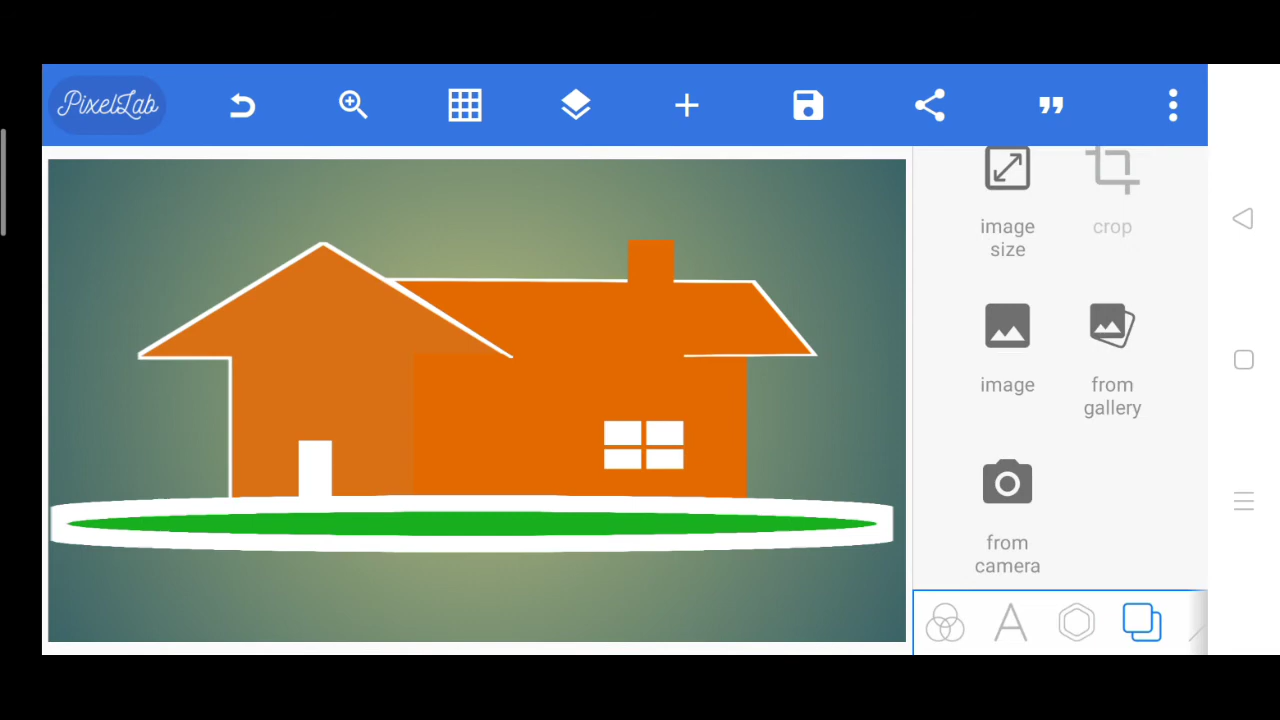 PixelLab
image
size
crop
image
from
gallery
from
camera